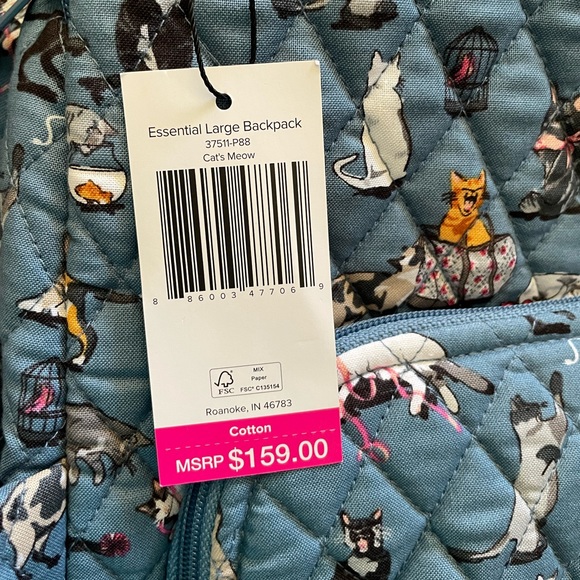 Essential Large Backpack
37511-P88
Cat's Meow
8 86003 47706 9
FSC
MIX
Paper
FSC® C135154
Roanoke, IN 46783
Cotton
MSRP $159.00